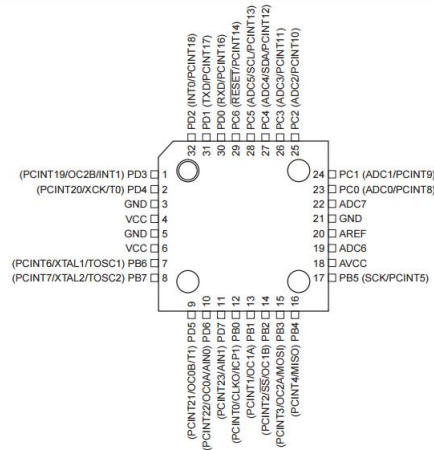 PD2 (INT0/PCINT18)
PD1 (TXD/PCINT17)
PD0 (RXD/PCINT16)
PC6 (RESET/PCINT14)
PC5 (ADC5/SCL/PCINT13)
PC4 (ADC4/SDA/PCINT12)
PC3 (ADC3/PCINT11)
PC2 (ADC2/PCINT10)
32 31 30 29 28 27 26 25
(PCINT19/OC2B/INT1) PD3 1
(PCINT20/XCK/T0) PD4 2
GND 3
VCC 4
GND 5
VCC 6
(PCINT6/XTAL1/TOSC1) PB6 7
(PCINT7/XTAL2/TOSC2) PB7 8
24 PC1 (ADC1/PCINT9)
23 PC0 (ADC0/PCINT8)
22 ADC7
21 GND
20 AREF
19 ADC6
18 AVCC
17 PB5 (SCK/PCINT5)
9 10 11 12 13 14 15 16
(PCINT21/OC0B/T1) PD5
(PCINT22/OC0A/AIN0) PD6
(PCINT23/AIN1) PD7
(PCINT0/CLKO/ICP1) PB0
(PCINT1/OC1A) PB1
(PCINT2/SS/OC1B) PB2
(PCINT3/OC2A/MOSI) PB3
(PCINT4/MISO) PB4